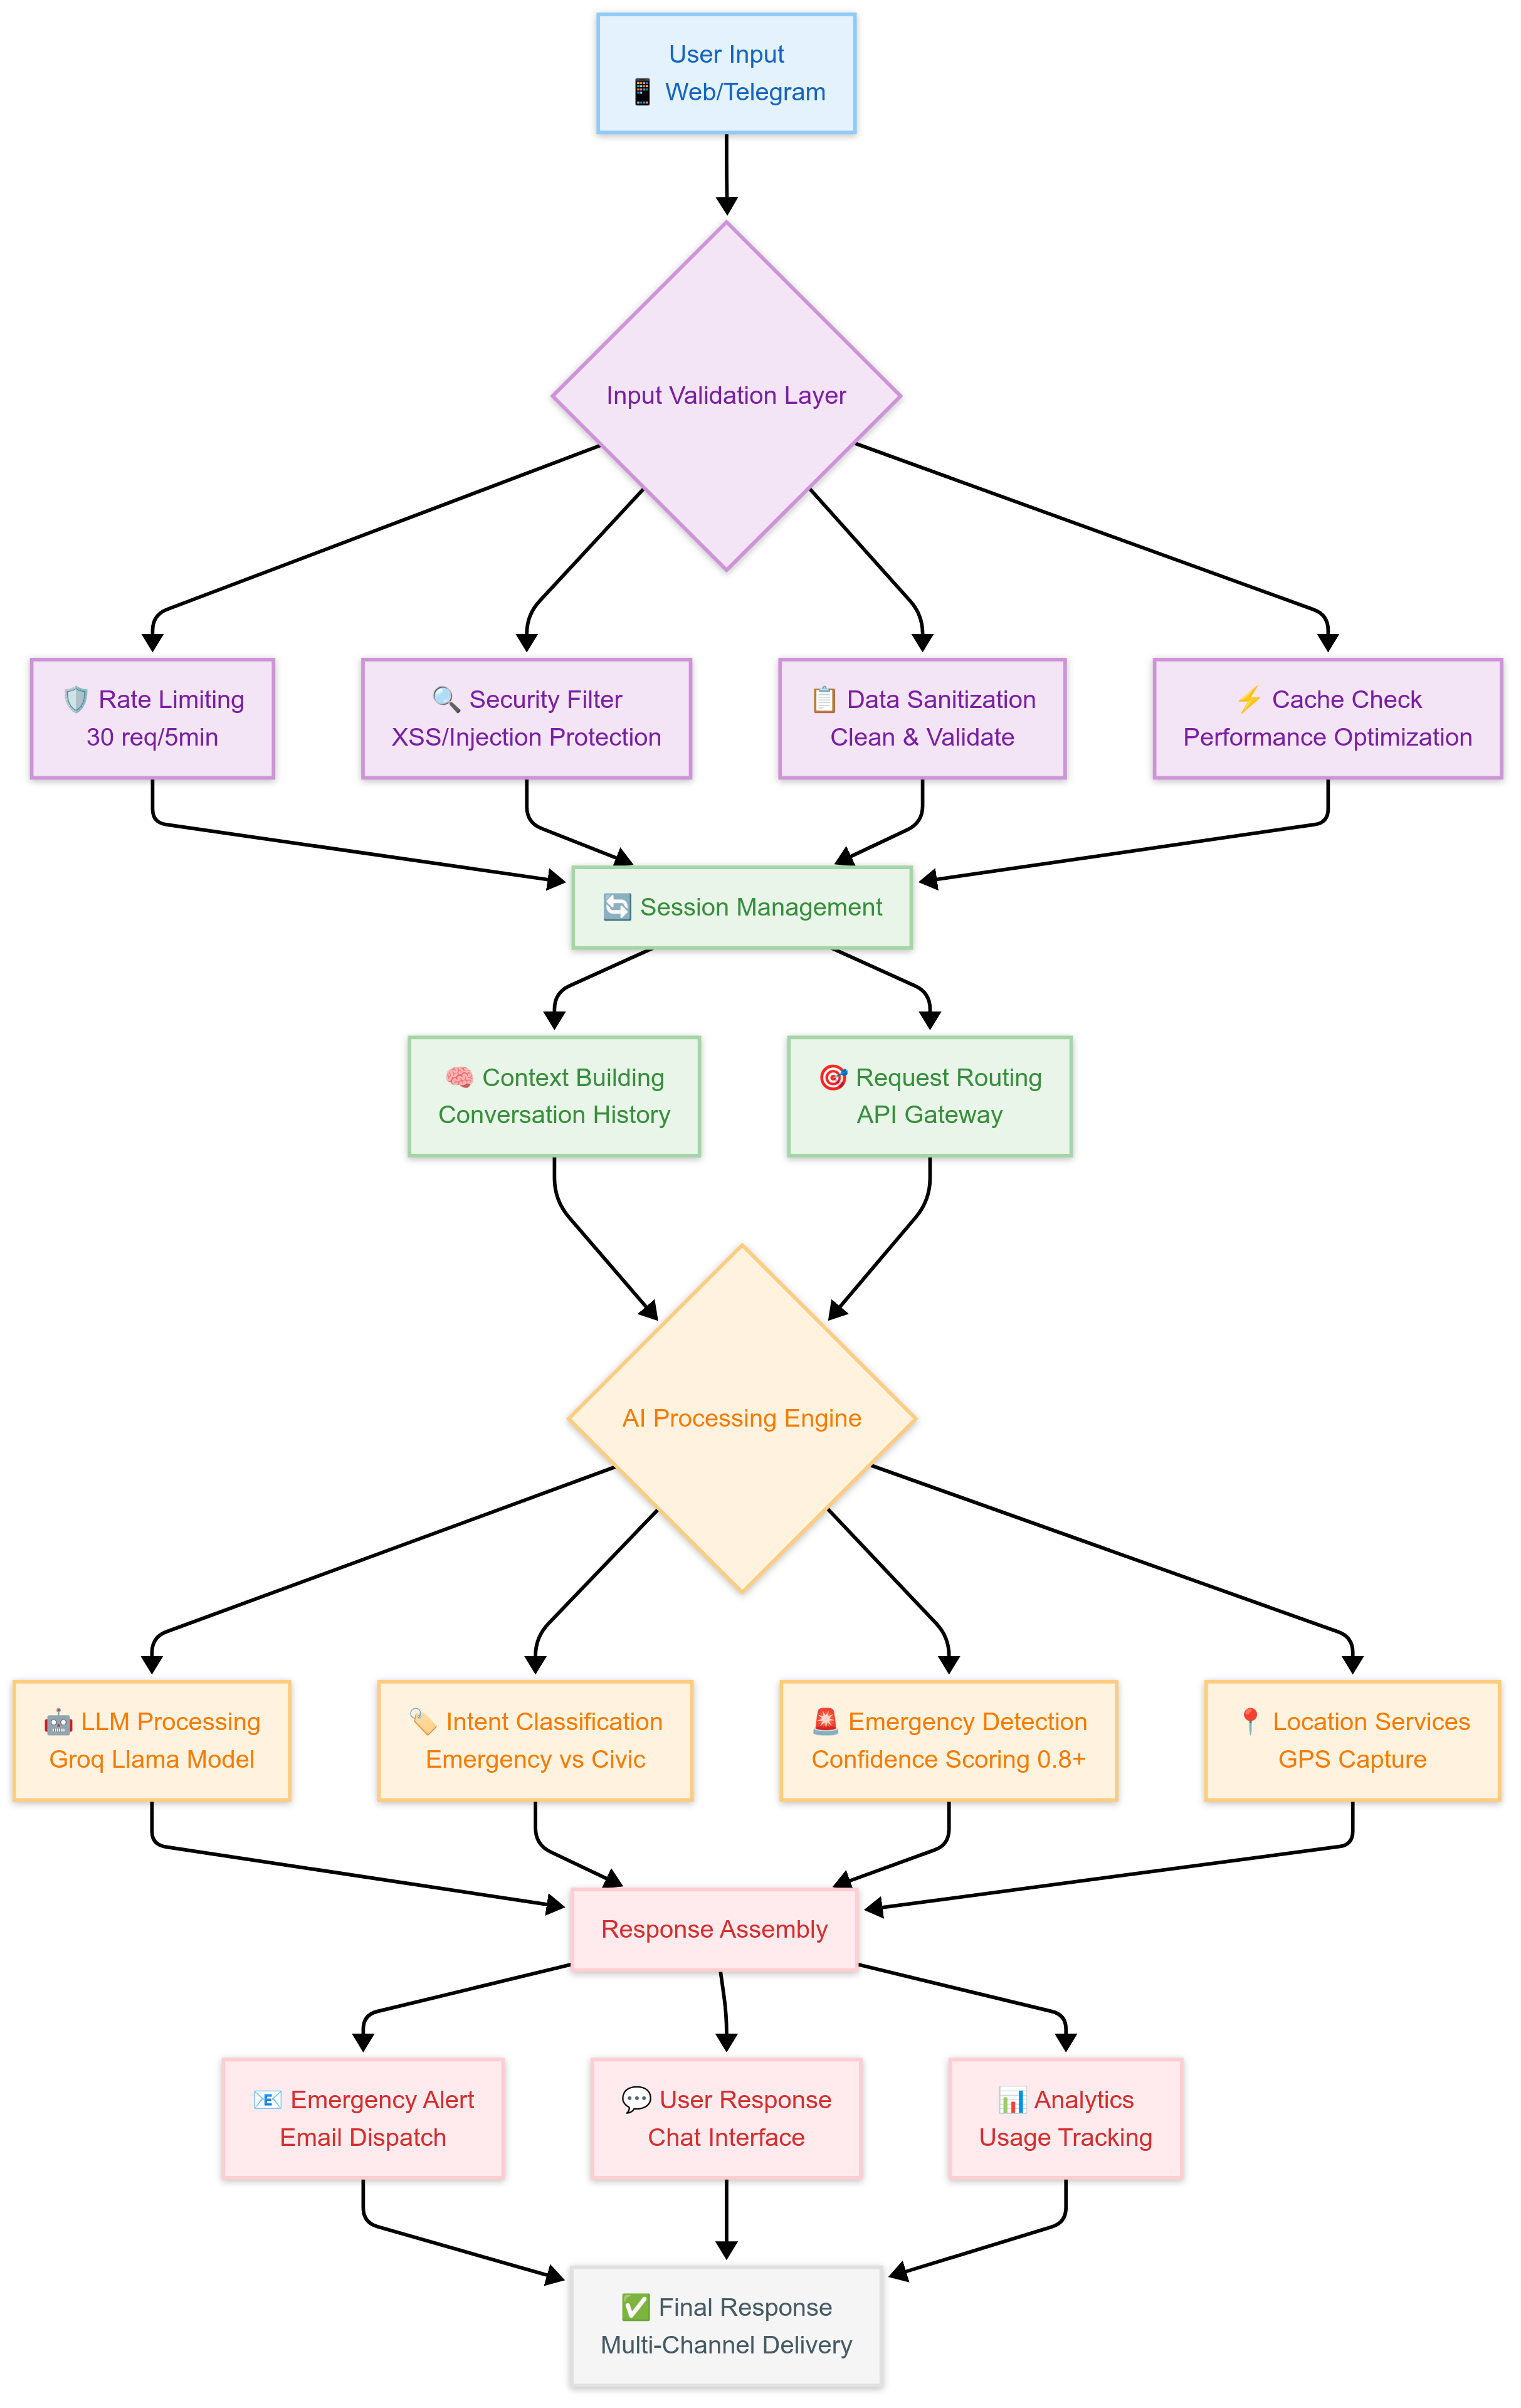 User Input
📱 Web/Telegram
Input Validation Layer
🛡️ Rate Limiting
30 req/5min
🔍 Security Filter
XSS/Injection Protection
📋 Data Sanitization
Clean & Validate
⚡ Cache Check
Performance Optimization
🔄 Session Management
🧠 Context Building
Conversation History
🎯 Request Routing
API Gateway
AI Processing Engine
🤖 LLM Processing
Groq Llama Model
🏷️ Intent Classification
Emergency vs Civic
🚨 Emergency Detection
Confidence Scoring 0.8+
📍 Location Services
GPS Capture
Response Assembly
📧 Emergency Alert
Email Dispatch
💬 User Response
Chat Interface
📊 Analytics
Usage Tracking
✅ Final Response
Multi-Channel Delivery